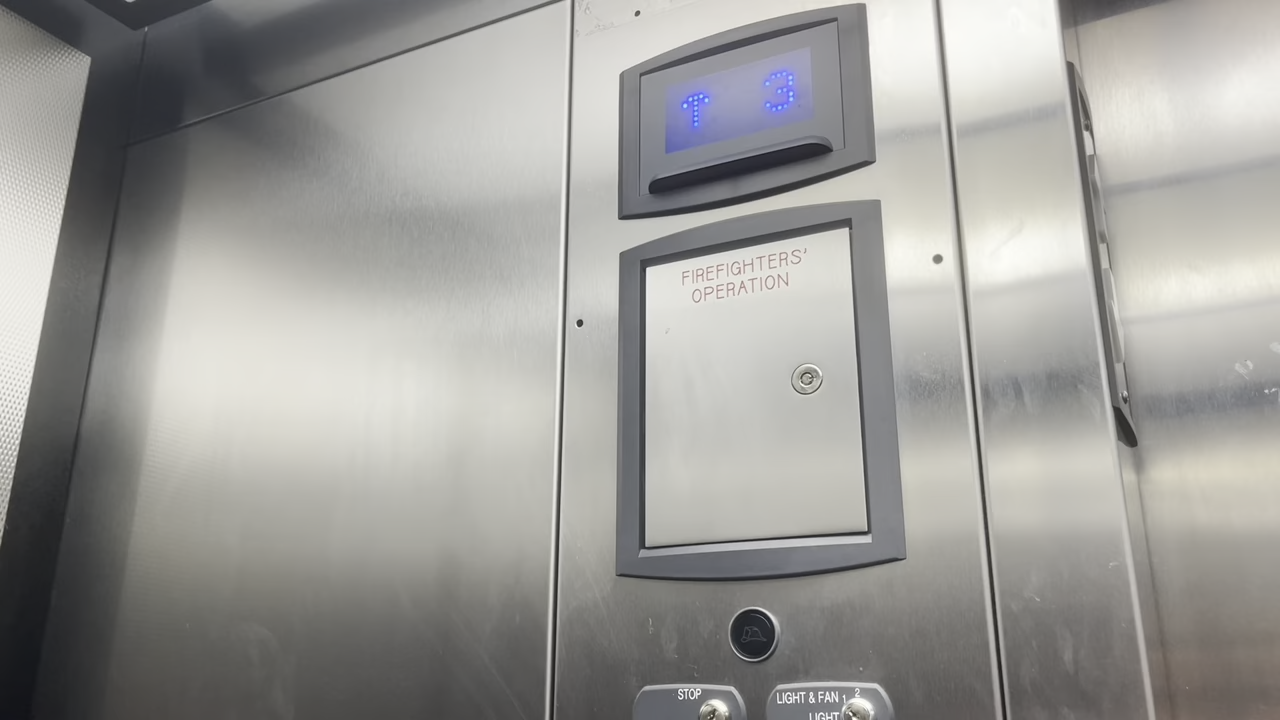 ↑ 3
FIREFIGHTERS'
OPERATION
STOP
LIGHT & FAN 1 2
LIGHT